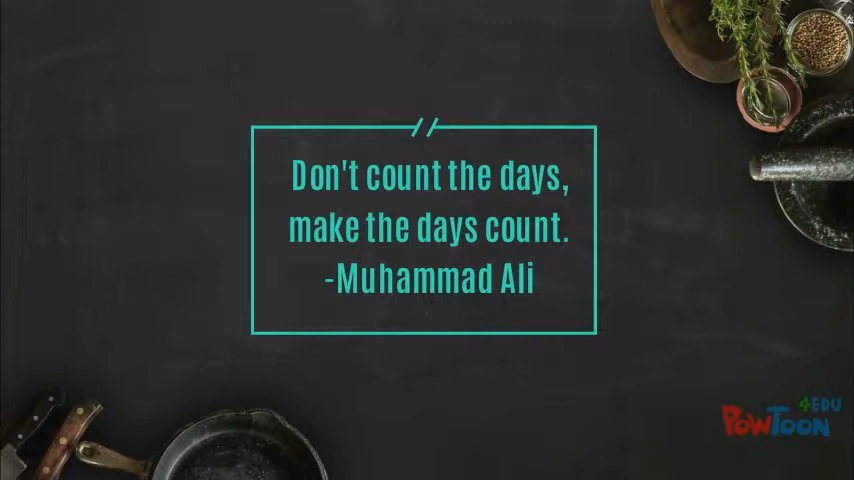 Don't count the days,
make the days count.
-Muhammad Ali
4EDU
POWTOON